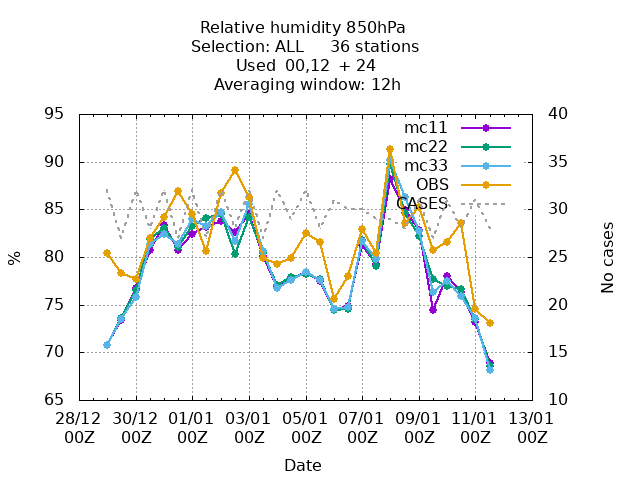 Relative humidity 850hPa
Selection: ALL 36 stations
Used 00,12 + 24
Averaging window: 12h
95 40
mc11
mc22
90 mc33 35
OBS
85 CASES 30
% 80 25 No cases
75 20
70 15
65 10
28/12 30/12 01/01 03/01 05/01 07/01 09/01 11/01 13/01
00Z 00Z 00Z 00Z 00Z 00Z 00Z 00Z 00Z
Date